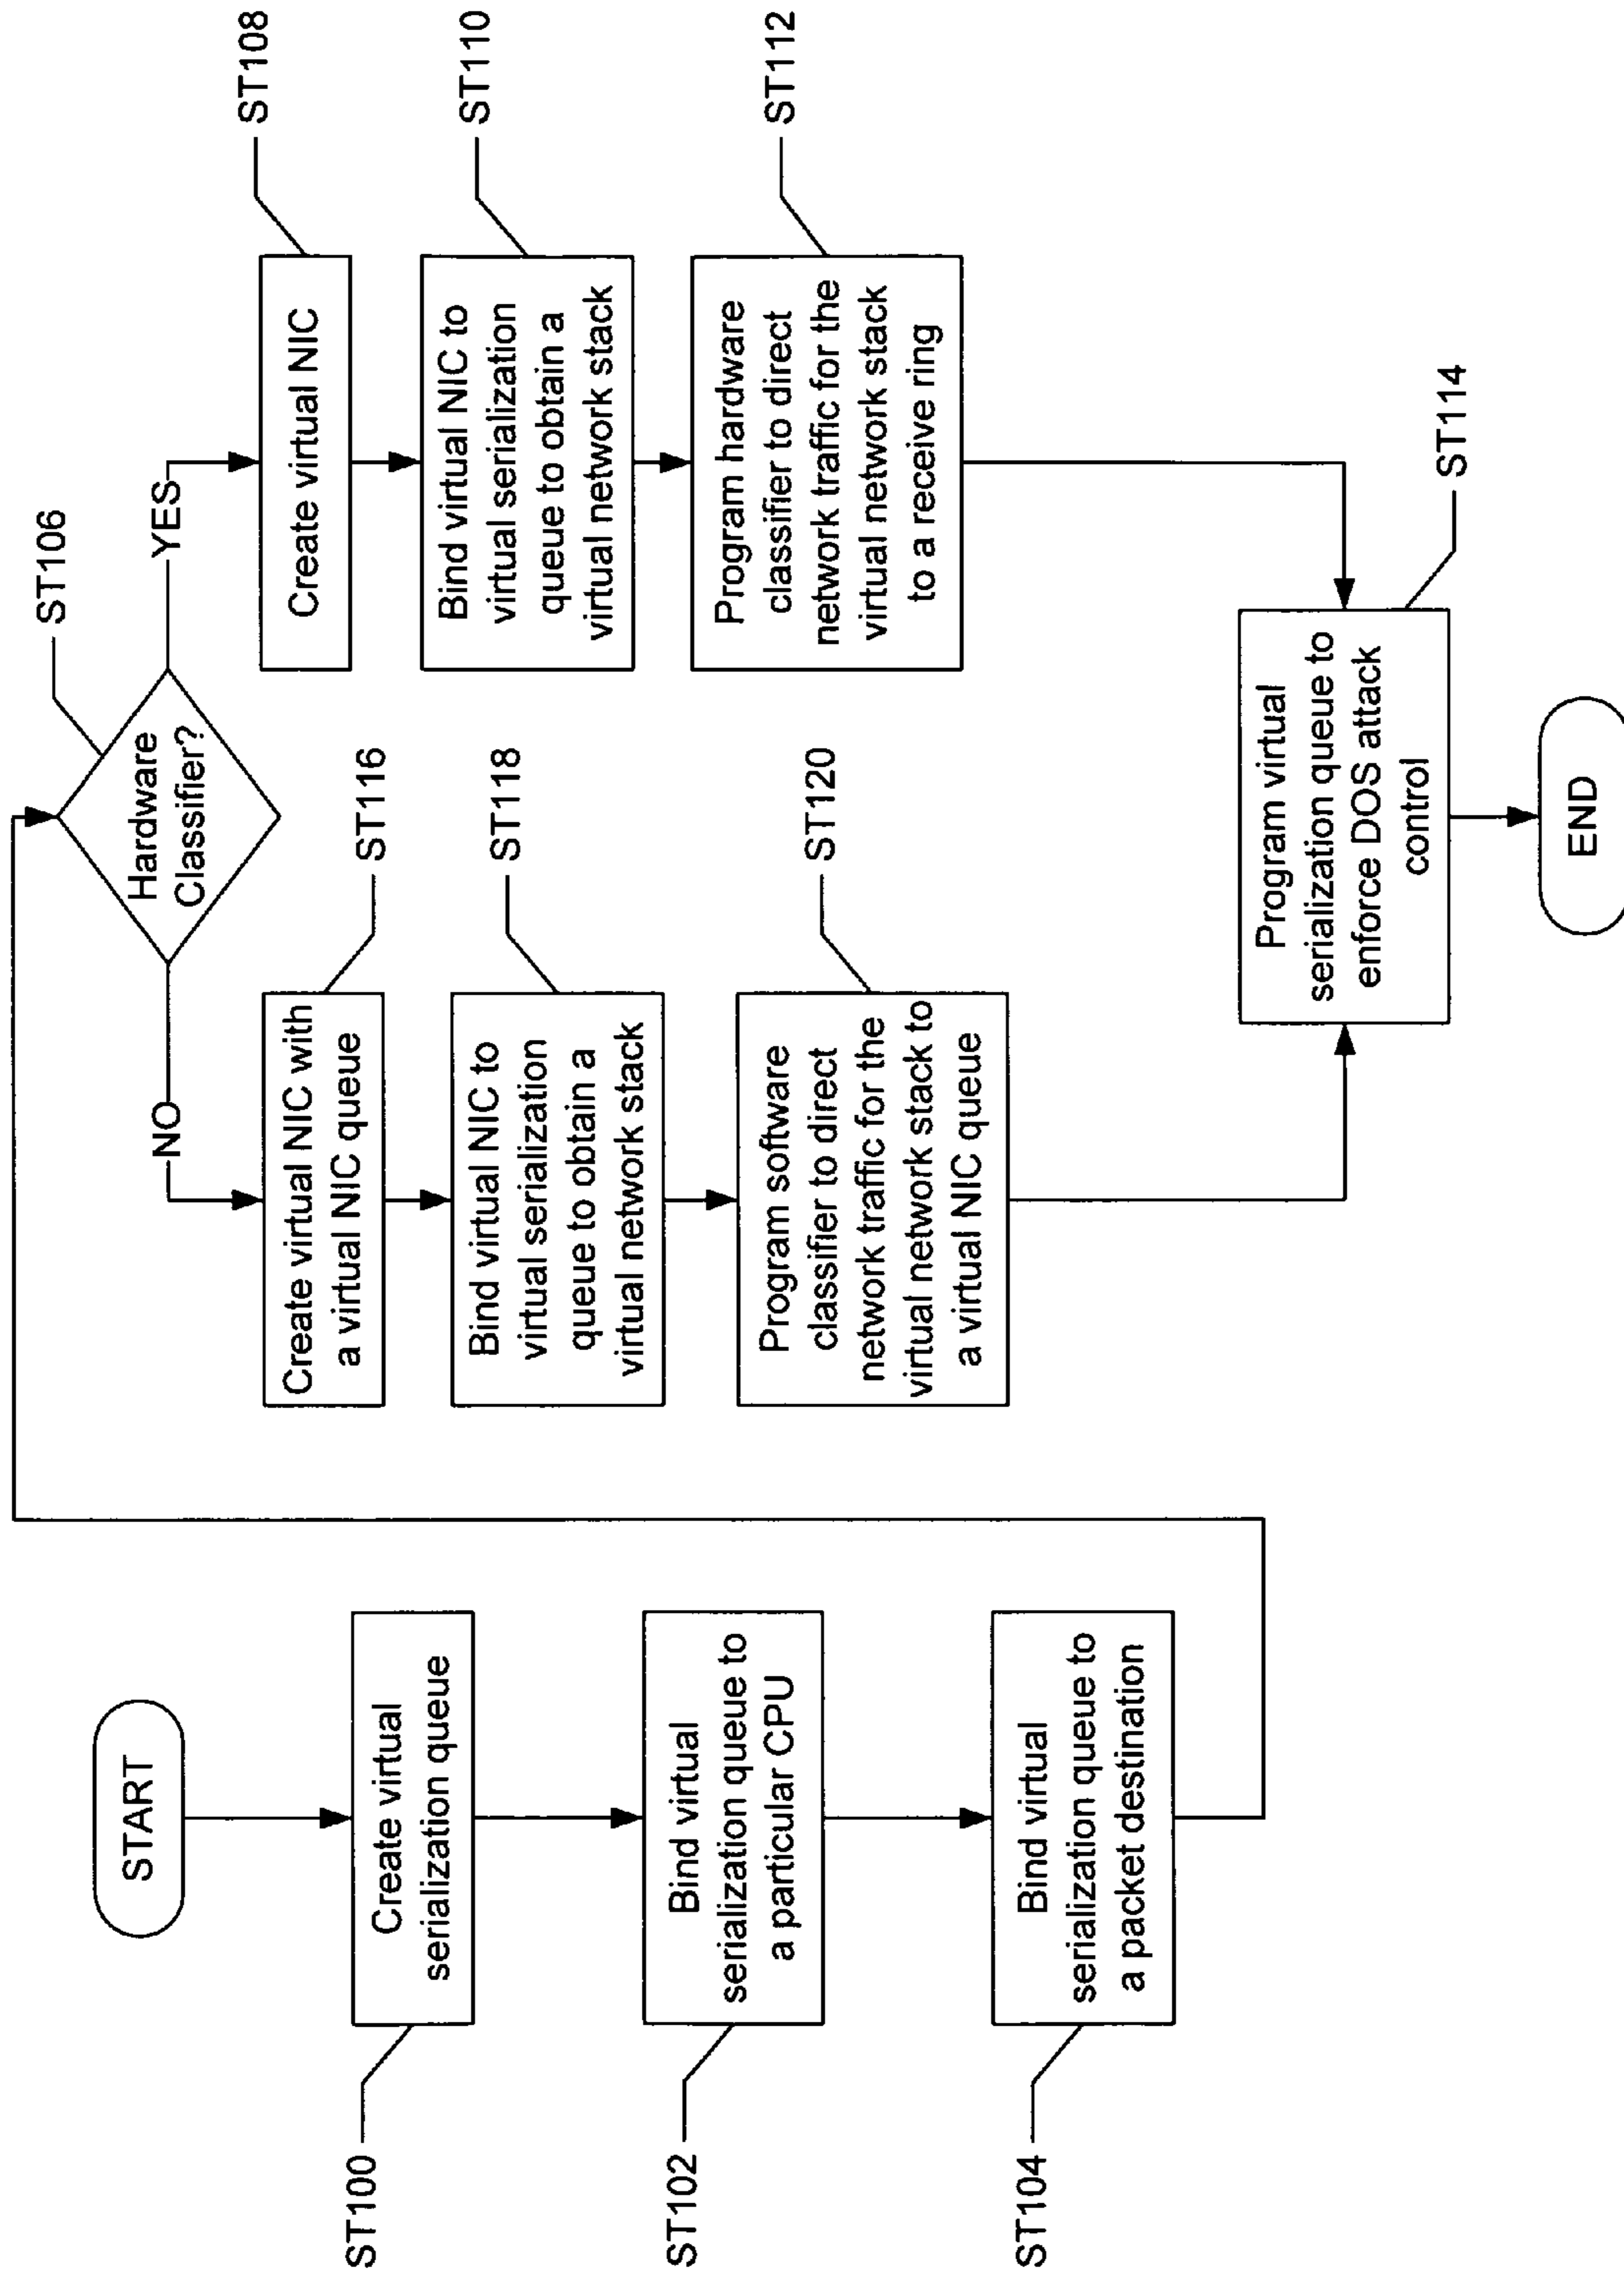 START
Create virtual
serialization queue
ST100
Bind virtual
serialization queue to
a particular CPU
ST102
Bind virtual
serialization queue to
a packet destination
ST104
Hardware
Classifier?
ST106
NO
YES
Create virtual NIC with
a virtual NIC queue
ST116
Bind virtual NIC to
virtual serialization
queue to obtain a
virtual network stack
ST118
Program software
classifier to direct
network traffic for the
virtual network stack to
a virtual NIC queue
ST120
Create virtual NIC
ST108
Bind virtual NIC to
virtual serialization
queue to obtain a
virtual network stack
ST110
Program hardware
classifier to direct
network traffic for the
virtual network stack
to a receive ring
ST112
Program virtual
serialization queue to
enforce DOS attack
control
ST114
END